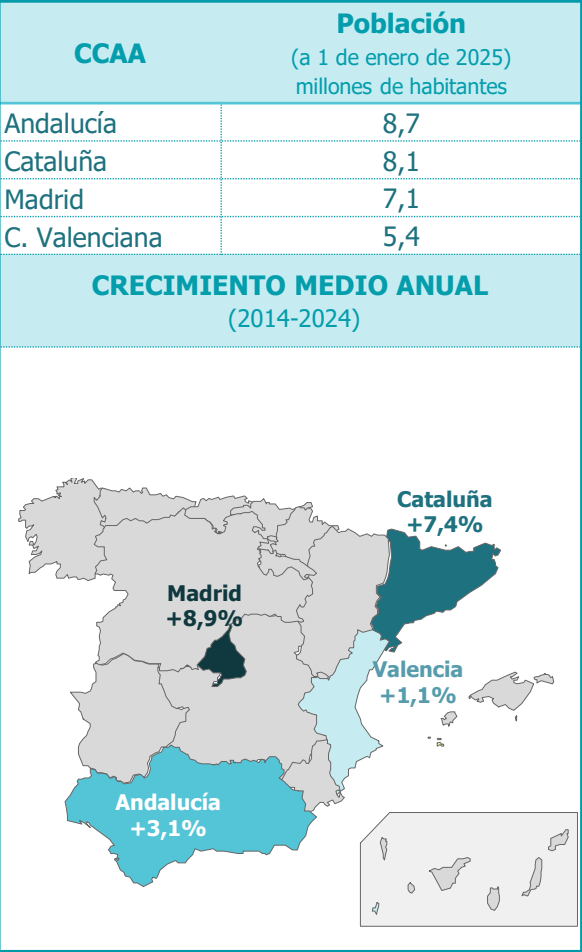 CCAA
Población
(a 1 de enero de 2025)
millones de habitantes
Andalucía 8,7
Cataluña 8,1
Madrid 7,1
C. Valenciana 5,4
CRECIMIENTO MEDIO ANUAL
(2014-2024)
Cataluña
+7,4%
Madrid
+8,9%
Valencia
+1,1%
Andalucía
+3,1%